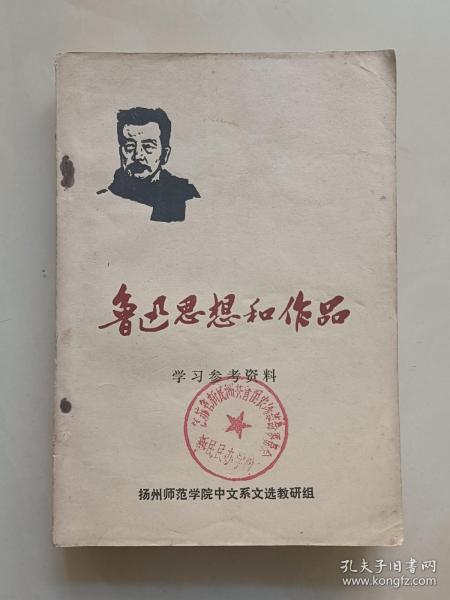 鲁迅思想和作品
学习参考资料
扬州师范学院中文系文选教研组
孔夫子旧书网
www.kongfz.com